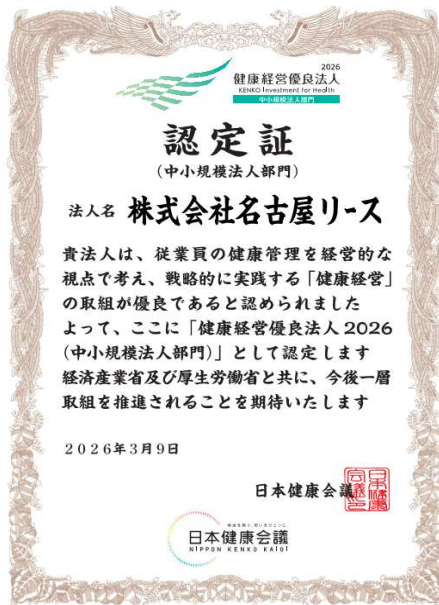 2026
健康経営優良法人
KENKO Investment for Health
中小規模法人部門
認定証
(中小規模法人部門)
法人名 株式会社名古屋リース
貴法人は、従業員の健康管理を経営的な
視点で考え、戦略的に実践する「健康経営」
の取組が優良であると認められました
よって、ここに「健康経営優良法人2026
(中小規模法人部門)」として認定します
経済産業省及び厚生労働省と共に、今後一層
取組を推進されることを期待いたします
2026年3月9日
日本健康会議
日本健康会議
NIPPON KENKO KAIGI